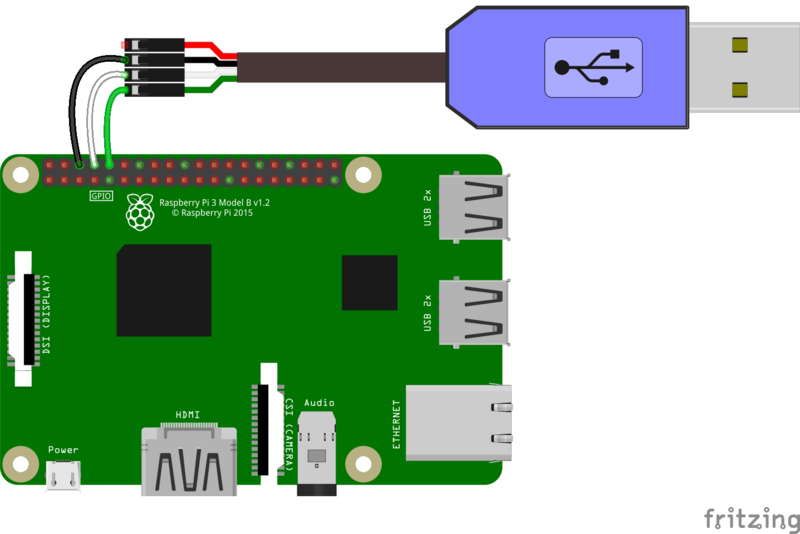 GPIO
Raspberry Pi 3 Model B v1.2
© Raspberry Pi 2015
USB 2x
DSI (DISPLAY)
USB 2x
HDMI
CSI (CAMERA)
Audio
ETHERNET
Power
fritzing